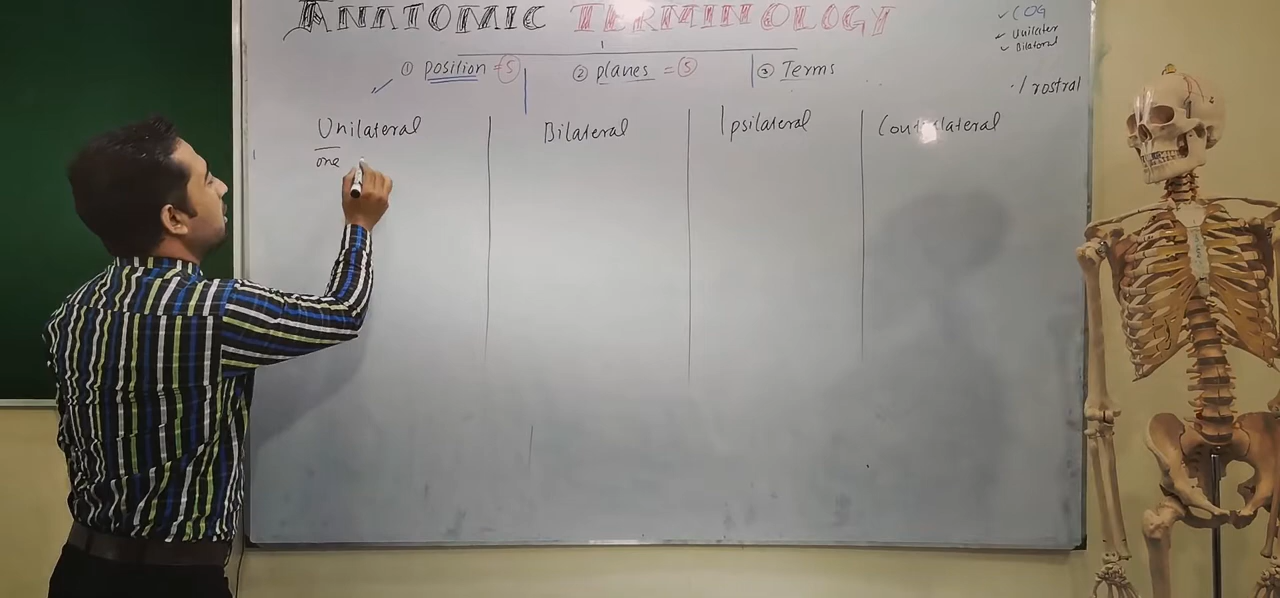 ANATOMIC TERMINOLOGY
✓ COG
✓ Unilater
✓ Bilateral
① position = 5
② planes = 5
③ Terms
/ rostral
Unilateral
Bilateral
Ipsilateral
Contralateral
one